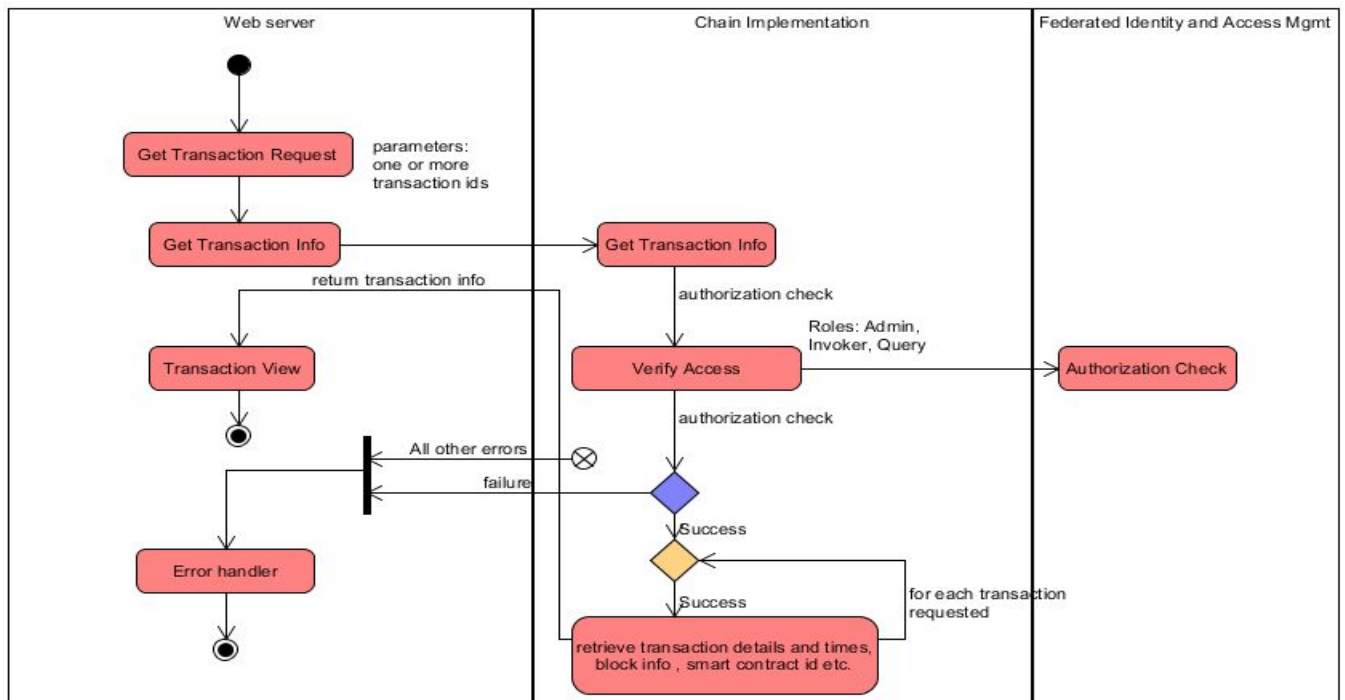 Web server
Chain Implementation
Federated Identity and Access Mgmt
Get Transaction Request
parameters:
one or more
transaction ids
Get Transaction Info
Get Transaction Info
return transaction info
authorization check
Roles: Admin,
Invoker, Query
Transaction View
Verify Access
Authorization Check
authorization check
All other errors
failure
Success
Error handler
Success
for each transaction
requested
retrieve transaction details and times,
block info , smart contract id etc.